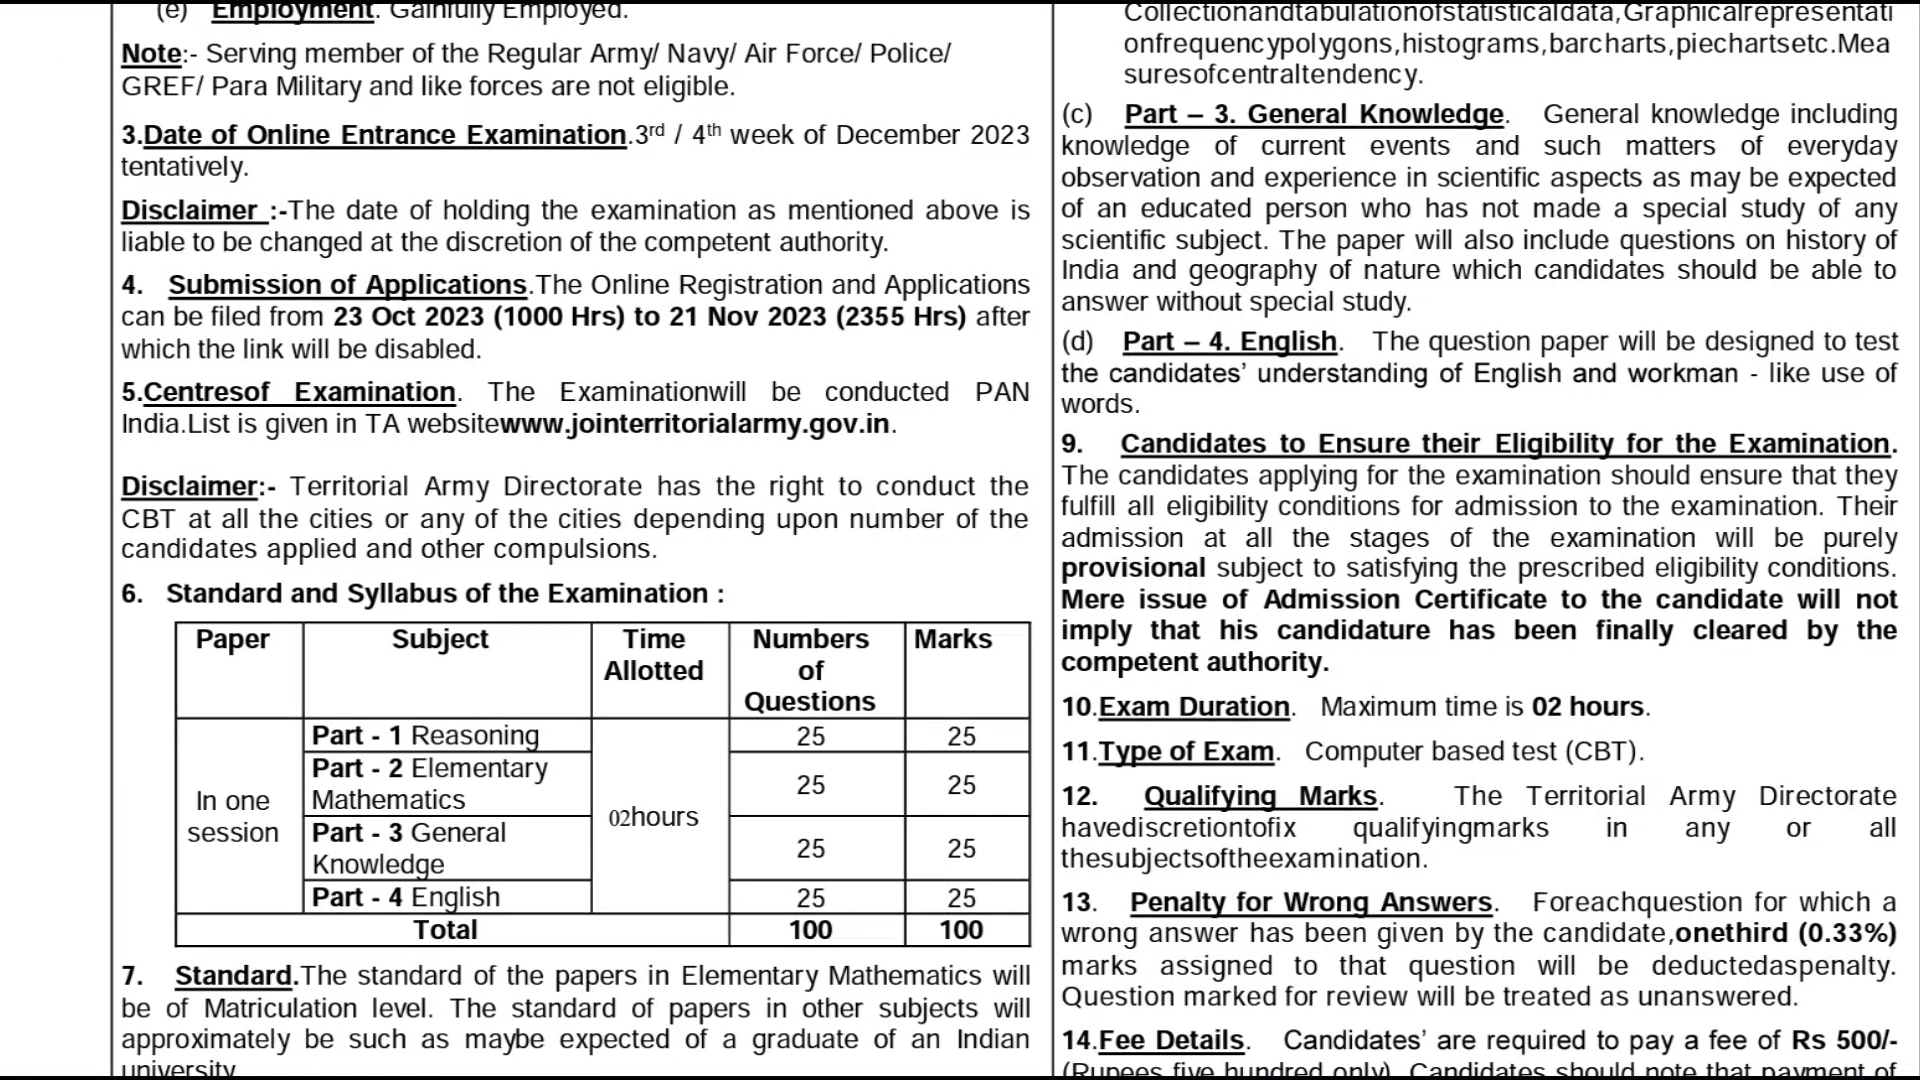 (e) Employment. Gainfully Employed.
Note:- Serving member of the Regular Army/ Navy/ Air Force/ Police/
GREF/ Para Military and like forces are not eligible.
3.Date of Online Entrance Examination.3rd / 4th week of December 2023
tentatively.
Disclaimer :-The date of holding the examination as mentioned above is
liable to be changed at the discretion of the competent authority.
4. Submission of Applications.The Online Registration and Applications
can be filed from 23 Oct 2023 (1000 Hrs) to 21 Nov 2023 (2355 Hrs) after
which the link will be disabled.
5.Centresof Examination. The Examinationwill be conducted PAN
India.List is given in TA websitewww.jointerritorialarmy.gov.in.
Disclaimer:- Territorial Army Directorate has the right to conduct the
CBT at all the cities or any of the cities depending upon number of the
candidates applied and other compulsions.
6. Standard and Syllabus of the Examination :
Paper Subject Time Allotted Numbers of Questions Marks
In one session
Part - 1 Reasoning 25 25
Part - 2 Elementary Mathematics 25 25
02hours
Part - 3 General Knowledge 25 25
Part - 4 English 25 25
Total 100 100
7. Standard.The standard of the papers in Elementary Mathematics will
be of Matriculation level. The standard of papers in other subjects will
approximately be such as maybe expected of a graduate of an Indian
university
Collectionandtabulationofstatisticaldata,Graphicalrepresentati
onfrequencypolygons,histograms,barcharts,piechartsetc.Mea
suresofcentraltendency.
(c) Part – 3. General Knowledge. General knowledge including
knowledge of current events and such matters of everyday
observation and experience in scientific aspects as may be expected
of an educated person who has not made a special study of any
scientific subject. The paper will also include questions on history of
India and geography of nature which candidates should be able to
answer without special study.
(d) Part – 4. English. The question paper will be designed to test
the candidates’ understanding of English and workman - like use of
words.
9. Candidates to Ensure their Eligibility for the Examination.
The candidates applying for the examination should ensure that they
fulfill all eligibility conditions for admission to the examination. Their
admission at all the stages of the examination will be purely
provisional subject to satisfying the prescribed eligibility conditions.
Mere issue of Admission Certificate to the candidate will not
imply that his candidature has been finally cleared by the
competent authority.
10.Exam Duration. Maximum time is 02 hours.
11.Type of Exam. Computer based test (CBT).
12. Qualifying Marks. The Territorial Army Directorate
havediscretiontofix qualifyingmarks in any or all
thesubjectsoftheexamination.
13. Penalty for Wrong Answers. Foreachquestion for which a
wrong answer has been given by the candidate,onethird (0.33%)
marks assigned to that question will be deductedaspenalty.
Question marked for review will be treated as unanswered.
14.Fee Details. Candidates’ are required to pay a fee of Rs 500/-
(Rupees five hundred only). Candidates should note that payment of